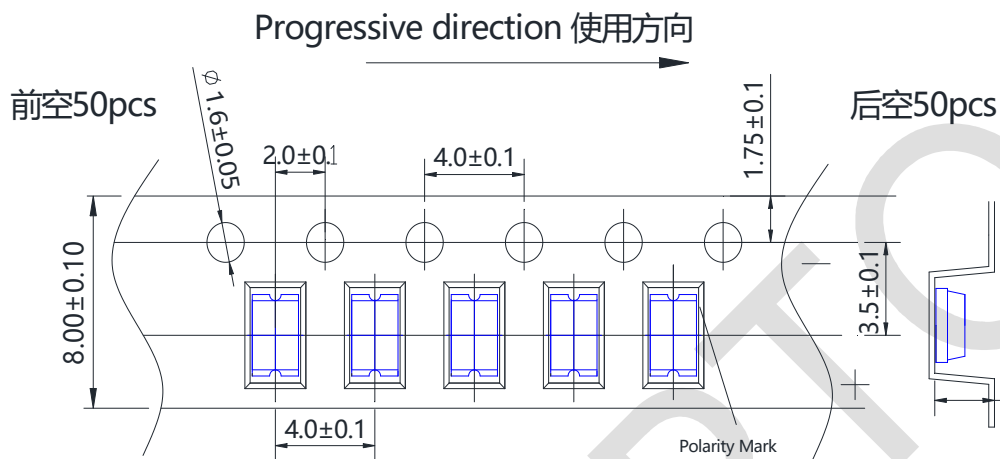 Progressive direction 使用方向
前空50pcs
后空50pcs
Ø 1.6±0.05
2.0±0.1
4.0±0.1
1.75±0.1
8.00±0.10
3.5±0.1
4.0±0.1
Polarity Mark
PTO